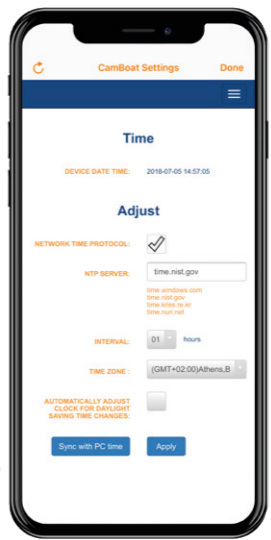 CamBoat Settings Done
Time
DEVICE DATE TIME: 2018-07-05 14:57:05
Adjust
NETWORK TIME PROTOCOL:
NTP SERVER: time.nist.gov
time.windows.com
time.nist.gov
time.kriss.re.kr
time.nuri.net
INTERVAL: 01 hours
TIME ZONE : (GMT+02:00)Athens,B
AUTOMATICALLY ADJUST
CLOCK FOR DAYLIGHT
SAVING TIME CHANGES:
Sync with PC time Apply